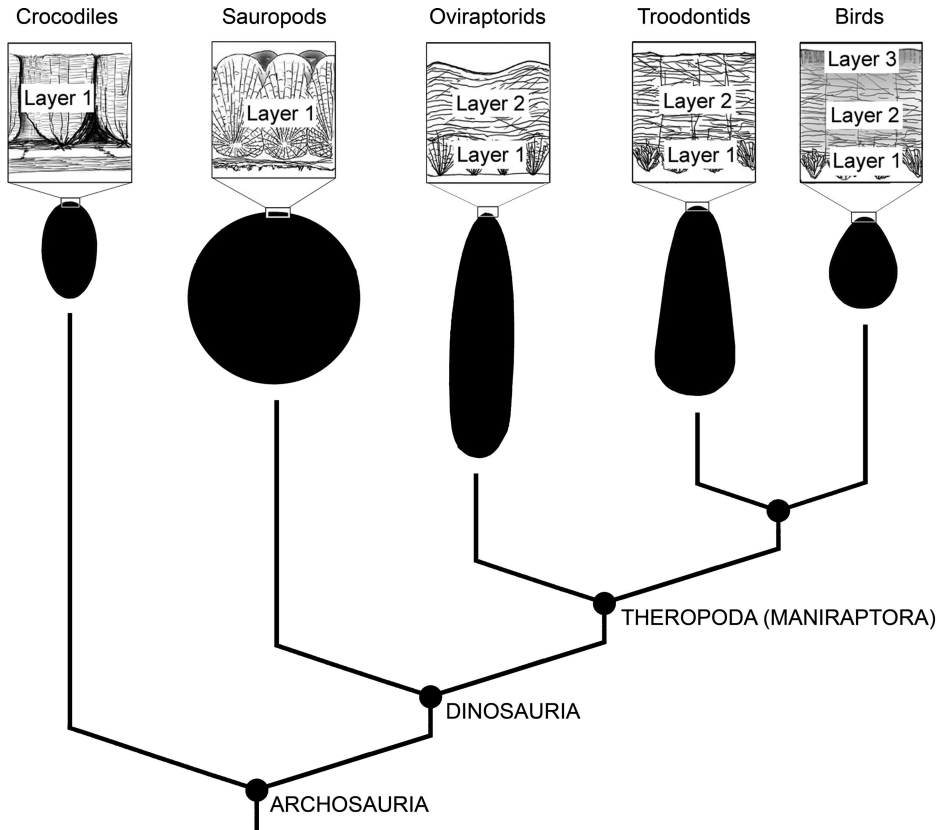 Crocodiles
Sauropods
Oviraptorids
Troodontids
Birds
Layer 1
Layer 1
Layer 2
Layer 1
Layer 2
Layer 1
Layer 3
Layer 2
Layer 1
THEROPODA (MANIRAPTORA)
DINOSAURIA
ARCHOSAURIA